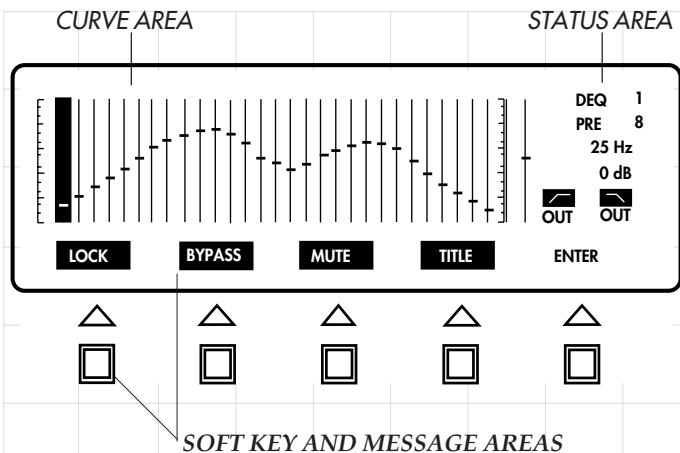 CURVE AREA
STATUS AREA
DEQ 1
PRE 8
25 Hz
0 dB
OUT OUT
LOCK BYPASS MUTE TITLE ENTER
SOFT KEY AND MESSAGE AREAS